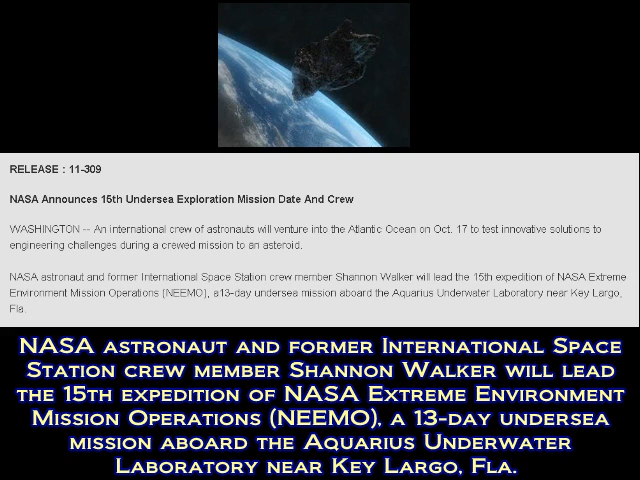 RELEASE : 11-309
NASA Announces 15th Undersea Exploration Mission Date And Crew
WASHINGTON -- An international crew of astronauts will venture into the Atlantic Ocean on Oct. 17 to test innovative solutions to
engineering challenges during a crewed mission to an asteroid.
NASA astronaut and former International Space Station crew member Shannon Walker will lead the 15th expedition of NASA Extreme
Environment Mission Operations (NEEMO), a13-day undersea mission aboard the Aquarius Underwater Laboratory near Key Largo,
Fla.
NASA ASTRONAUT AND FORMER INTERNATIONAL SPACE
STATION CREW MEMBER SHANNON WALKER WILL LEAD
THE 15TH EXPEDITION OF NASA EXTREME ENVIRONMENT
MISSION OPERATIONS (NEEMO), A 13-DAY UNDERSEA
MISSION ABOARD THE AQUARIUS UNDERWATER
LABORATORY NEAR KEY LARGO, FLA.